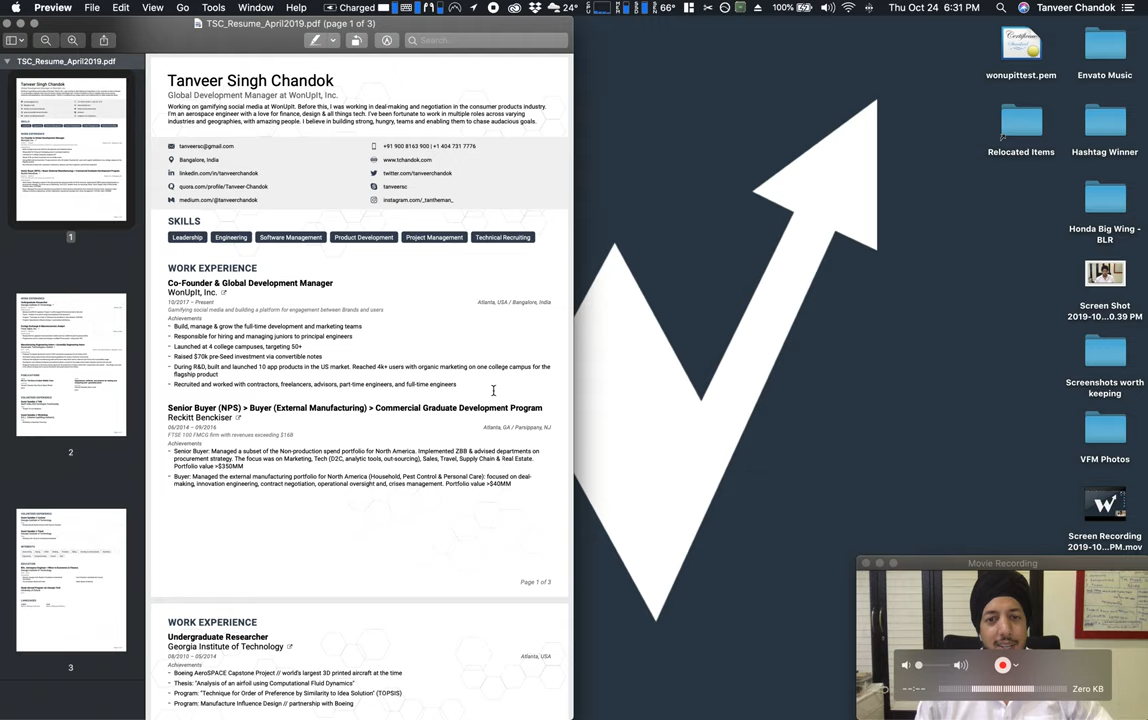 Preview File Edit View Go Tools Window Help Charged 24° 66° 100% Thu Oct 24 6:31 PM Tanveer Chandok
TSC_Resume_April2019.pdf (page 1 of 3)
Search...
TSC_Resume_April2019.pdf
1
2
3
Tanveer Singh Chandok
Global Development Manager at WonUpIt, Inc.
Working on gamifying social media at WonUpIt. Before this, I was working in deal-making and negotiation in the consumer products industry.
I'm an aerospace engineer with a love for finance, design & all things tech. I've been fortunate to work in multiple roles across varying
industries and geographies, with amazing people. I believe in building strong, hungry, teams and enabling them to chase audacious goals.
tanveersc@gmail.com
+91 900 8163 900 | +1 404 731 7776
Bangalore, India
www.tchandok.com
linkedin.com/in/tanveerchandok
twitter.com/tanveerchandok
quora.com/profile/Tanveer-Chandok
tanveersc
medium.com/@tanveerchandok
instagram.com/_tantheman_
SKILLS
Leadership Engineering Software Management Product Development Project Management Technical Recruiting
WORK EXPERIENCE
Co-Founder & Global Development Manager
WonUpIt, Inc.
10/2017 – Present Atlanta, USA / Bangalore, India
Gamifying social media and building a platform for engagement between Brands and users
Achievements
– Build, manage & grow the full-time development and marketing teams
– Responsible for hiring and managing juniors to principal engineers
– Launched at 4 college campuses, targeting 50+
– Raised $70k pre-Seed investment via convertible notes
– During R&D, built and launched 10 app products in the US market. Reached 4k+ users with organic marketing on one college campus for the
flagship product
– Recruited and worked with contractors, freelancers, advisors, part-time engineers, and full-time engineers
Senior Buyer (NPS) > Buyer (External Manufacturing) > Commercial Graduate Development Program
Reckitt Benckiser
06/2014 – 09/2016 Atlanta, GA / Parsippany, NJ
FTSE 100 FMCG firm with revenues exceeding $16B
Achievements
– Senior Buyer: Managed a subset of the Non-production spend portfolio for North America. Implemented ZBB & advised departments on
procurement strategy. The focus was on Marketing, Tech (D2C, analytic tools, out-sourcing), Sales, Travel, Supply Chain & Real Estate.
Portfolio value >$350MM
– Buyer: Managed the external manufacturing portfolio for North America (Household, Pest Control & Personal Care): focused on deal-
making, innovation engineering, contract negotiation, operational oversight and, crises management. Portfolio value >$40MM
Page 1 of 3
WORK EXPERIENCE
Undergraduate Researcher
Georgia Institute of Technology
08/2010 – 05/2014 Atlanta, USA
Achievements
– Boeing AeroSPACE Capstone Project // world's largest 3D printed aircraft at the time
– Thesis: "Analysis of an airfoil using Computational Fluid Dynamics"
– Program: "Technique for Order of Preference by Similarity to Idea Solution" (TOPSIS)
– Program: Manufacture Influence Design // partnership with Boeing
wonupittest.pem
Envato Music
Relocated Items
Hashtag Winner
Honda Big Wing -
BLR
Screen Shot
2019-10...0.39 PM
Screenshots worth
keeping
VFM Photos
Screen Recording
2019-10...PM.mov
Movie Recording
--:--
Zero KB